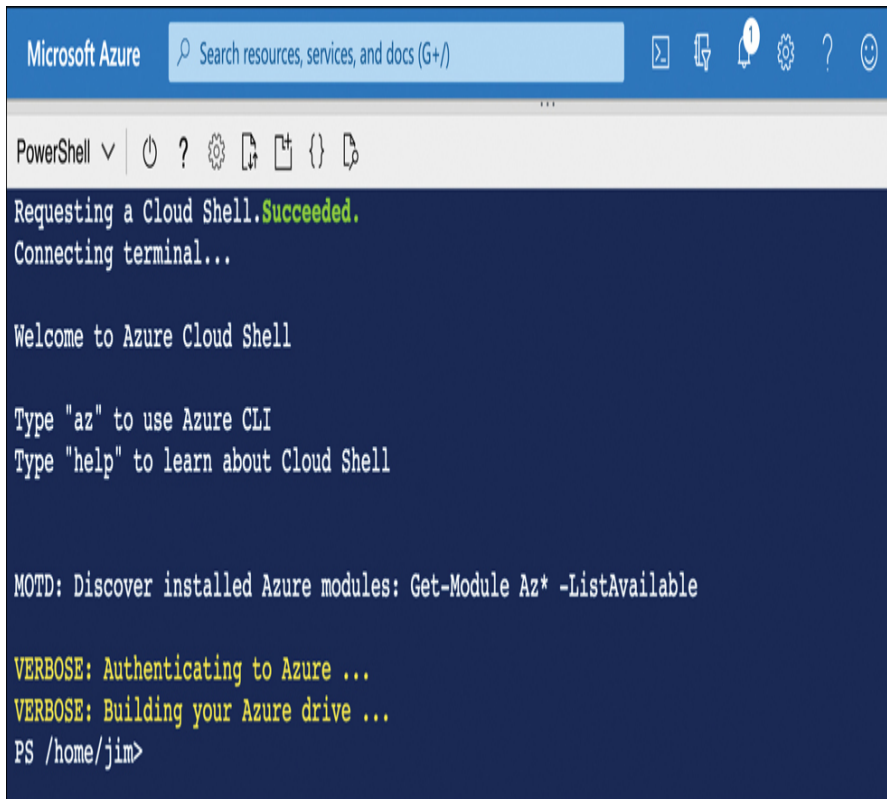 Microsoft Azure
Search resources, services, and docs (G+/)
1
PowerShell
Requesting a Cloud Shell.Succeeded.
Connecting terminal...
Welcome to Azure Cloud Shell
Type "az" to use Azure CLI
Type "help" to learn about Cloud Shell
MOTD: Discover installed Azure modules: Get-Module Az* -ListAvailable
VERBOSE: Authenticating to Azure ...
VERBOSE: Building your Azure drive ...
PS /home/jim>